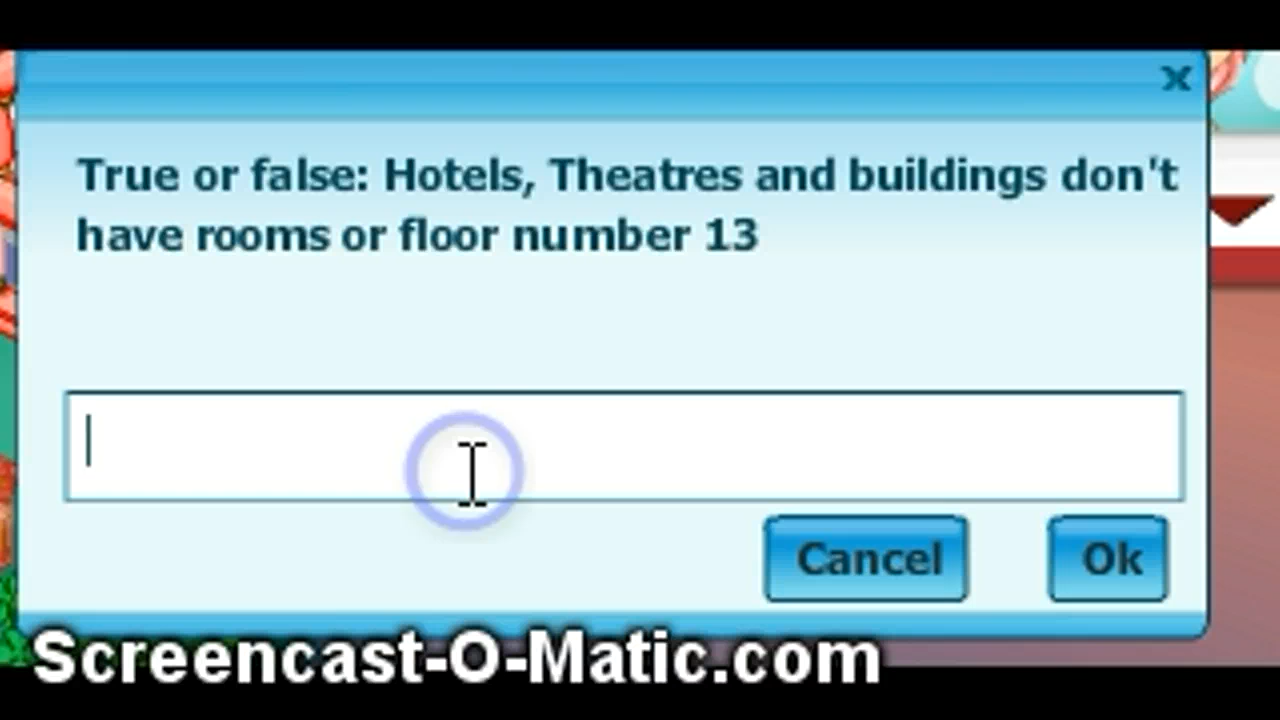 x
True or false: Hotels, Theatres and buildings don't
have rooms or floor number 13
Cancel
Ok
Screencast-O-Matic.com